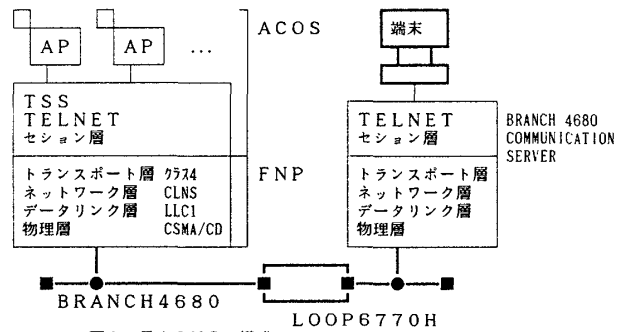 AP
AP
...
ACOS
TSS
TELNET
セション層
トランスポート層 クラス4
ネットワーク層 CLNS
データリンク層 LLC1
物理層 CSMA/CD
FNP
端末
TELNET
セション層
トランスポート層
ネットワーク層
データリンク層
物理層
BRANCH 4680
COMMUNICATION
SERVER
BRANCH4680
LOOP6770H